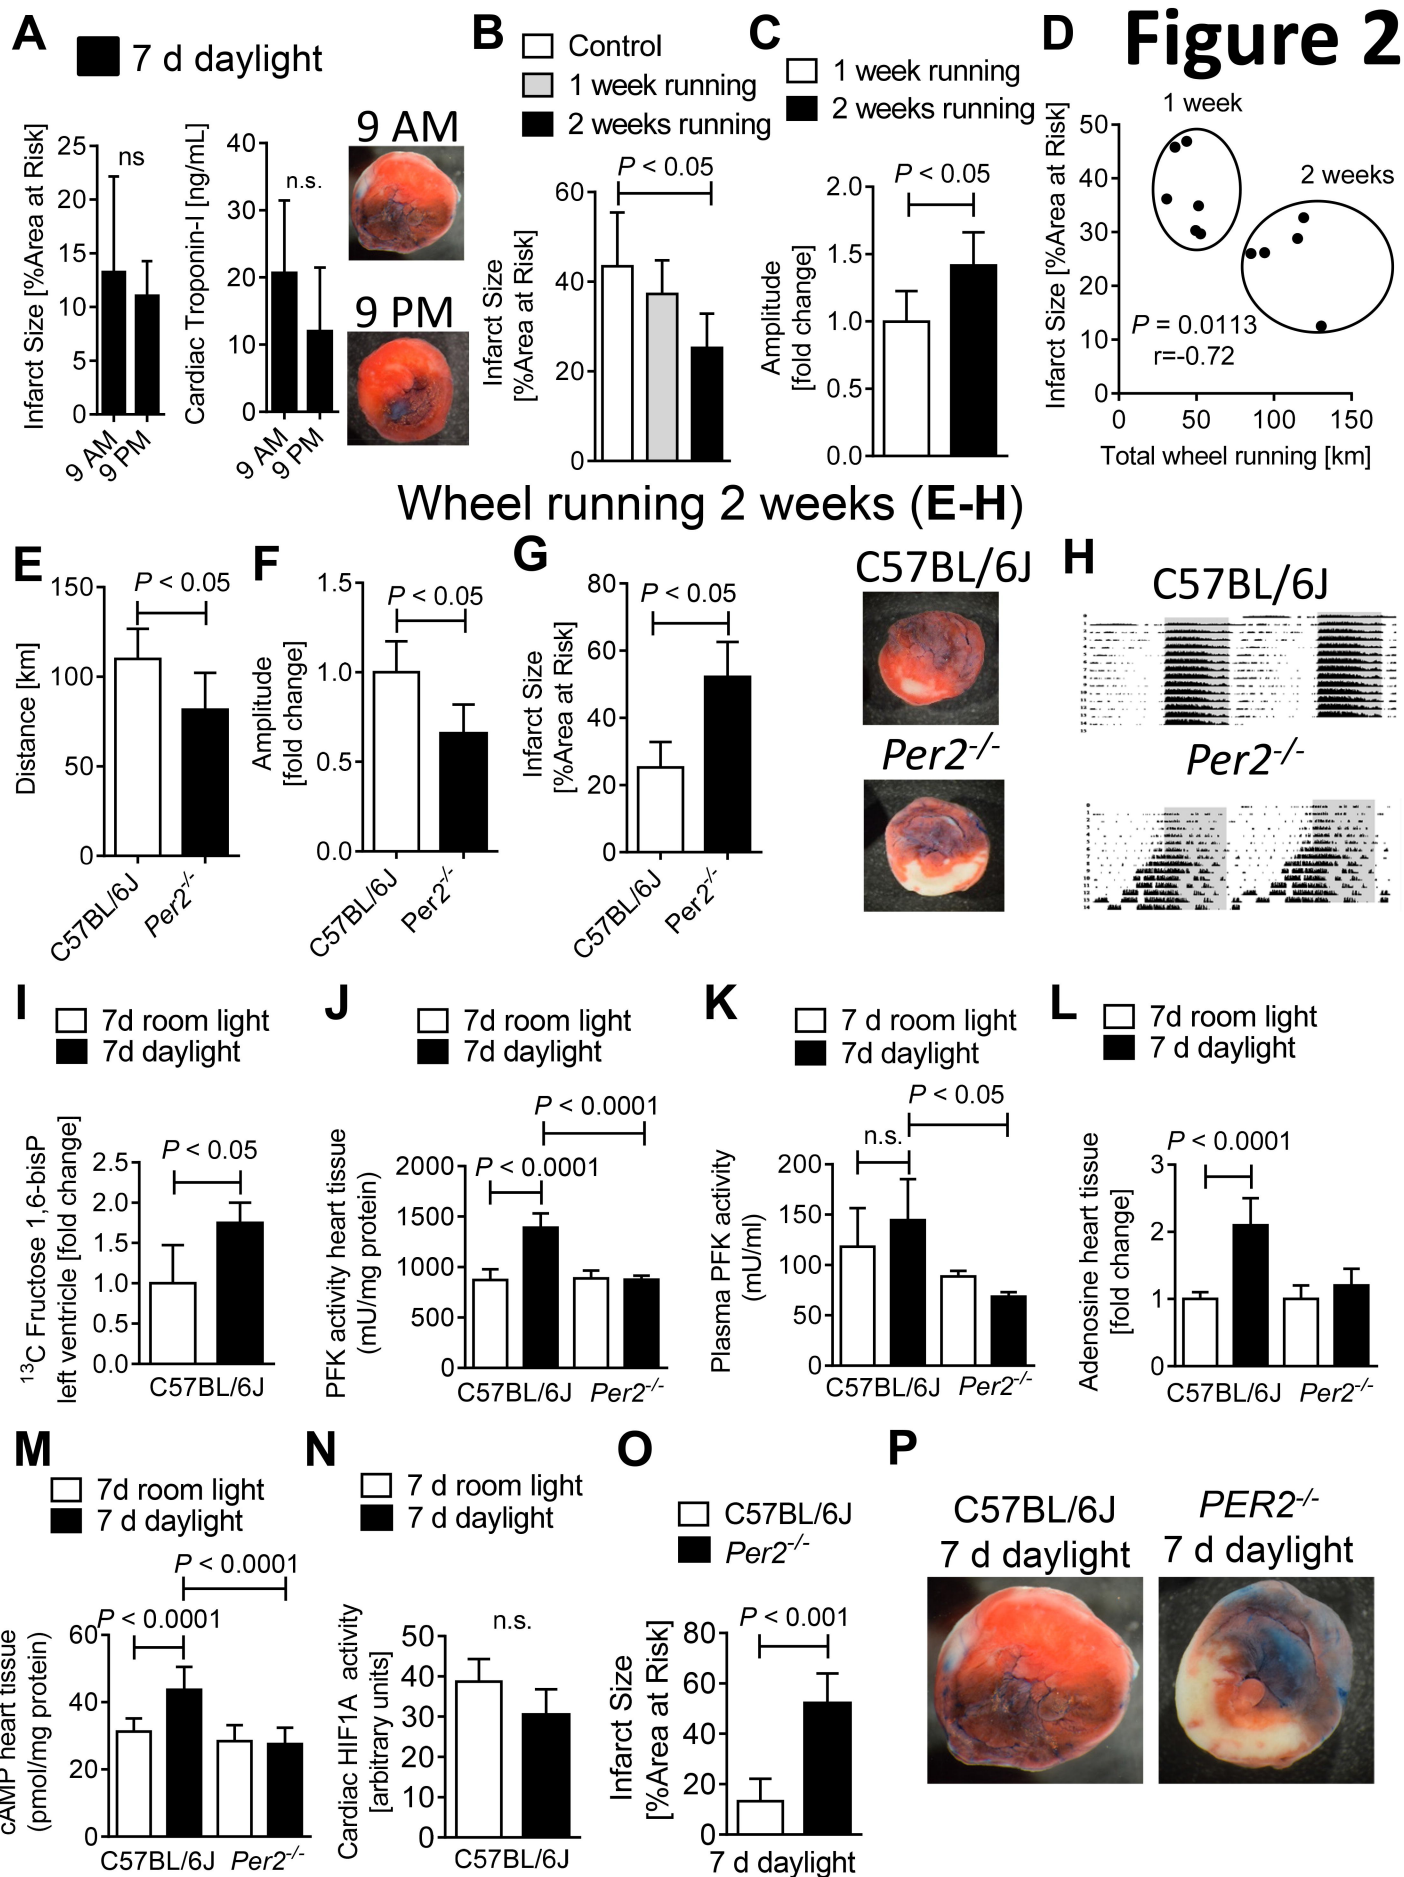 Figure 2
A
7 d daylight
Infarct Size [%Area at Risk]
25
20
15
10
5
0
ns
9 AM
9 PM
Cardiac Troponin-I [ng/mL]
40
30
20
10
0
n.s.
9 AM
9 PM
9 AM
9 PM
B
Control
1 week running
2 weeks running
P < 0.05
Infarct Size
[%Area at Risk]
60
40
20
0
C
1 week running
2 weeks running
P < 0.05
Amplitude
[fold change]
2.0
1.5
1.0
0.5
0.0
D
1 week
2 weeks
Infarct Size [%Area at Risk]
50
40
30
20
10
0
P = 0.0113
r=-0.72
0 50 100 150
Total wheel running [km]
Wheel running 2 weeks (E-H)
E
Distance [km]
150
100
50
0
P < 0.05
C57BL/6J
Per2-/-
F
Amplitude
[fold change]
1.5
1.0
0.5
0.0
P < 0.05
C57BL/6J
Per2-/-
G
Infarct Size
[%Area at Risk]
80
60
40
20
0
P < 0.05
C57BL/6J
Per2-/-
C57BL/6J
Per2-/-
H
C57BL/6J
Per2-/-
I
7d room light
7d daylight
P < 0.05
13C Fructose 1,6-bisP
left ventricle [fold change]
2.5
2.0
1.5
1.0
0.5
0.0
C57BL/6J
J
7d room light
7d daylight
P < 0.0001
P < 0.0001
PFK activity heart tissue
(mU/mg protein)
2000
1500
1000
500
0
C57BL/6J Per2-/-
K
7 d room light
7d daylight
P < 0.05
n.s.
Plasma PFK activity
(mU/ml)
200
150
100
50
0
C57BL/6J Per2-/-
L
7d room light
7 d daylight
P < 0.0001
Adenosine heart tissue
[fold change]
3
2
1
0
C57BL/6J Per2-/-
M
7d room light
7 d daylight
P < 0.0001
P < 0.0001
cAMP heart tissue
(pmol/mg protein)
60
40
20
0
C57BL/6J Per2-/-
N
7 d room light
7 d daylight
n.s.
Cardiac HIF1A activity
[arbitrary units]
50
40
30
20
10
0
C57BL/6J
O
C57BL/6J
Per2-/-
P < 0.001
Infarct Size
[%Area at Risk]
80
60
40
20
0
7 d daylight
P
C57BL/6J
7 d daylight
PER2-/-
7 d daylight